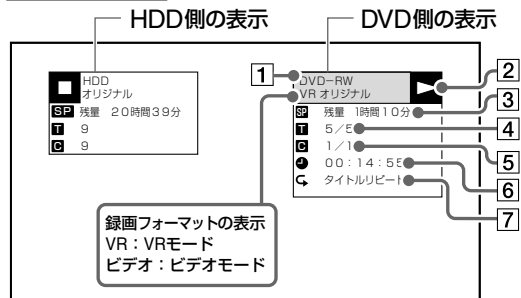 HDD側の表示
DVD側の表示
HDD
オリジナル
SP 残量 20時間39分
T 9
C 9
DVD-RW
VR オリジナル
SP 残量 1時間10分
T 5/5
C 1/1
00:14:55
タイトルリピート
1
2
3
4
5
6
7
録画フォーマットの表示
VR:VRモード
ビデオ:ビデオモード